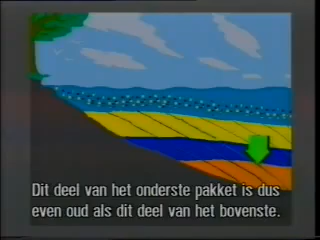 Dit deel van het onderste pakket is dus
even oud als dit deel van het bovenste.